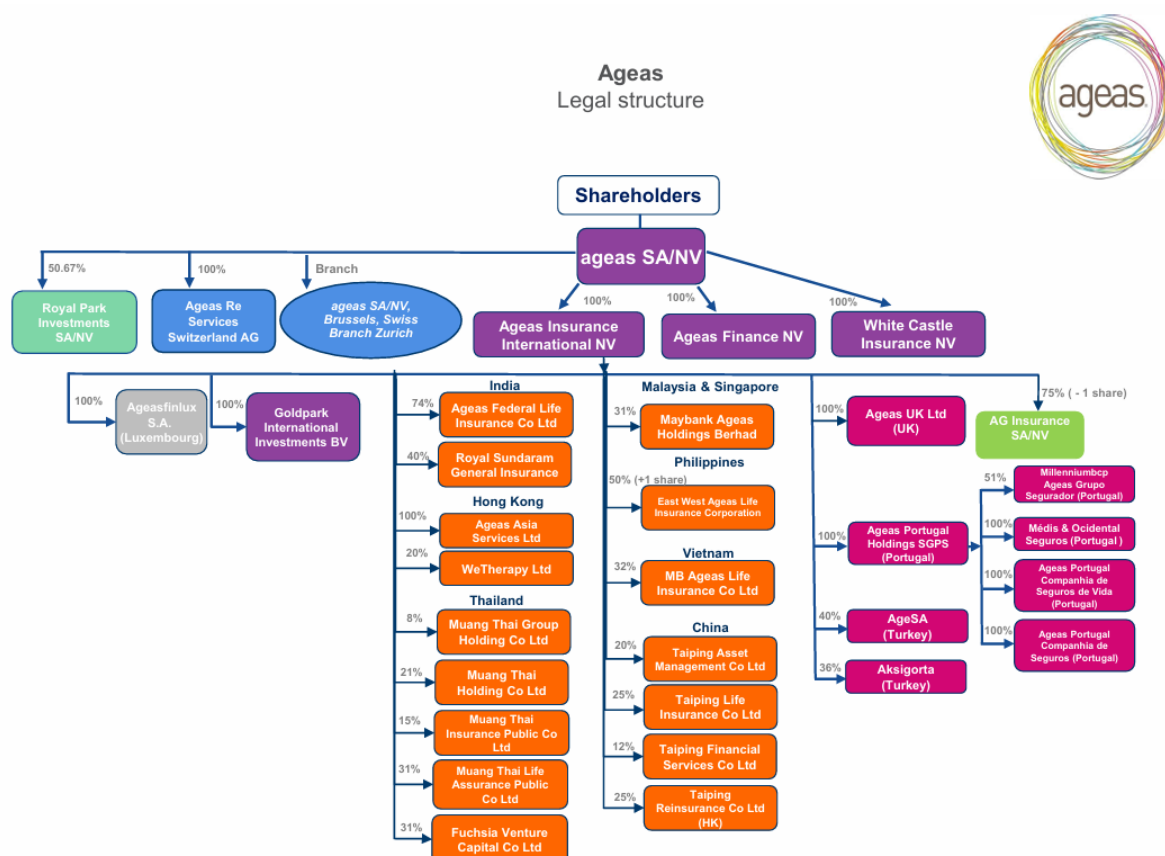 Ageas
Legal structure
ageas
Shareholders
ageas SA/NV
50.67%
100%
Branch
100%
100%
100%
Royal Park
Investments
SA/NV
Ageas Re
Services
Switzerland AG
ageas SA/NV,
Brussels, Swiss
Branch Zurich
Ageas Insurance
International NV
Ageas Finance NV
White Castle
Insurance NV
100%
Ageasfinlux
S.A.
(Luxembourg)
100%
Goldpark
International
Investments BV
India
74%
Ageas Federal Life
Insurance Co Ltd
40%
Royal Sundaram
General Insurance
Hong Kong
100%
Ageas Asia
Services Ltd
20%
WeTherapy Ltd
Thailand
8%
Muang Thai Group
Holding Co Ltd
21%
Muang Thai
Holding Co Ltd
15%
Muang Thai
Insurance Public Co
Ltd
31%
Muang Thai Life
Assurance Public
Co Ltd
31%
Fuchsia Venture
Capital Co Ltd
Malaysia & Singapore
31%
Maybank Ageas
Holdings Berhad
Philippines
50% (+1 share)
East West Ageas Life
Insurance Corporation
Vietnam
32%
MB Ageas Life
Insurance Co Ltd
China
20%
Taiping Asset
Management Co Ltd
25%
Taiping Life
Insurance Co Ltd
12%
Taiping Financial
Services Co Ltd
25%
Taiping
Reinsurance Co Ltd
(HK)
100%
Ageas UK Ltd
(UK)
100%
Ageas Portugal
Holdings SGPS
(Portugal)
40%
AgeSA
(Turkey)
36%
Aksigorta
(Turkey)
75% ( - 1 share)
AG Insurance
SA/NV
51%
Millenniumbcp
Ageas Grupo
Segurador (Portugal)
100%
Médis & Ocidental
Seguros (Portugal )
100%
Ageas Portugal
Companhia de
Seguros de Vida
(Portugal)
100%
Ageas Portugal
Companhia de
Seguros (Portugal)